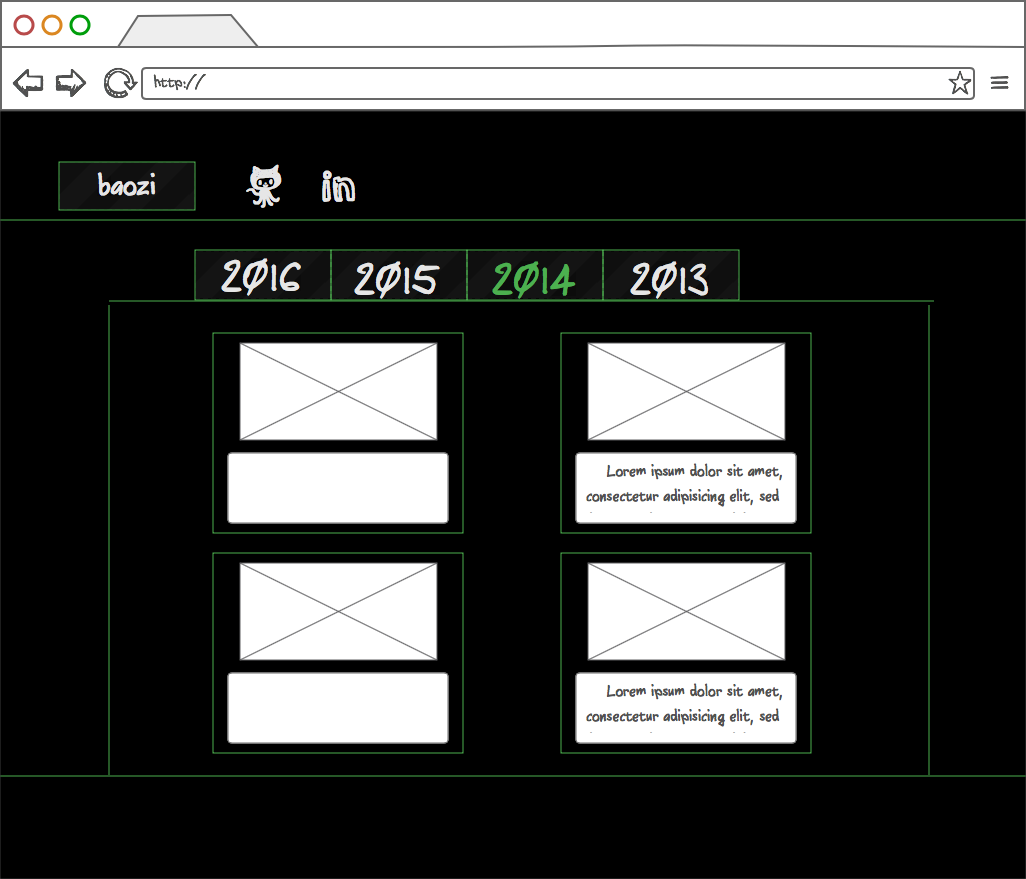 http://
baozi
in
2016 2015 2014 2013
Lorem ipsum dolor sit amet,
consectetur adipisicing elit, sed
Lorem ipsum dolor sit amet,
consectetur adipisicing elit, sed